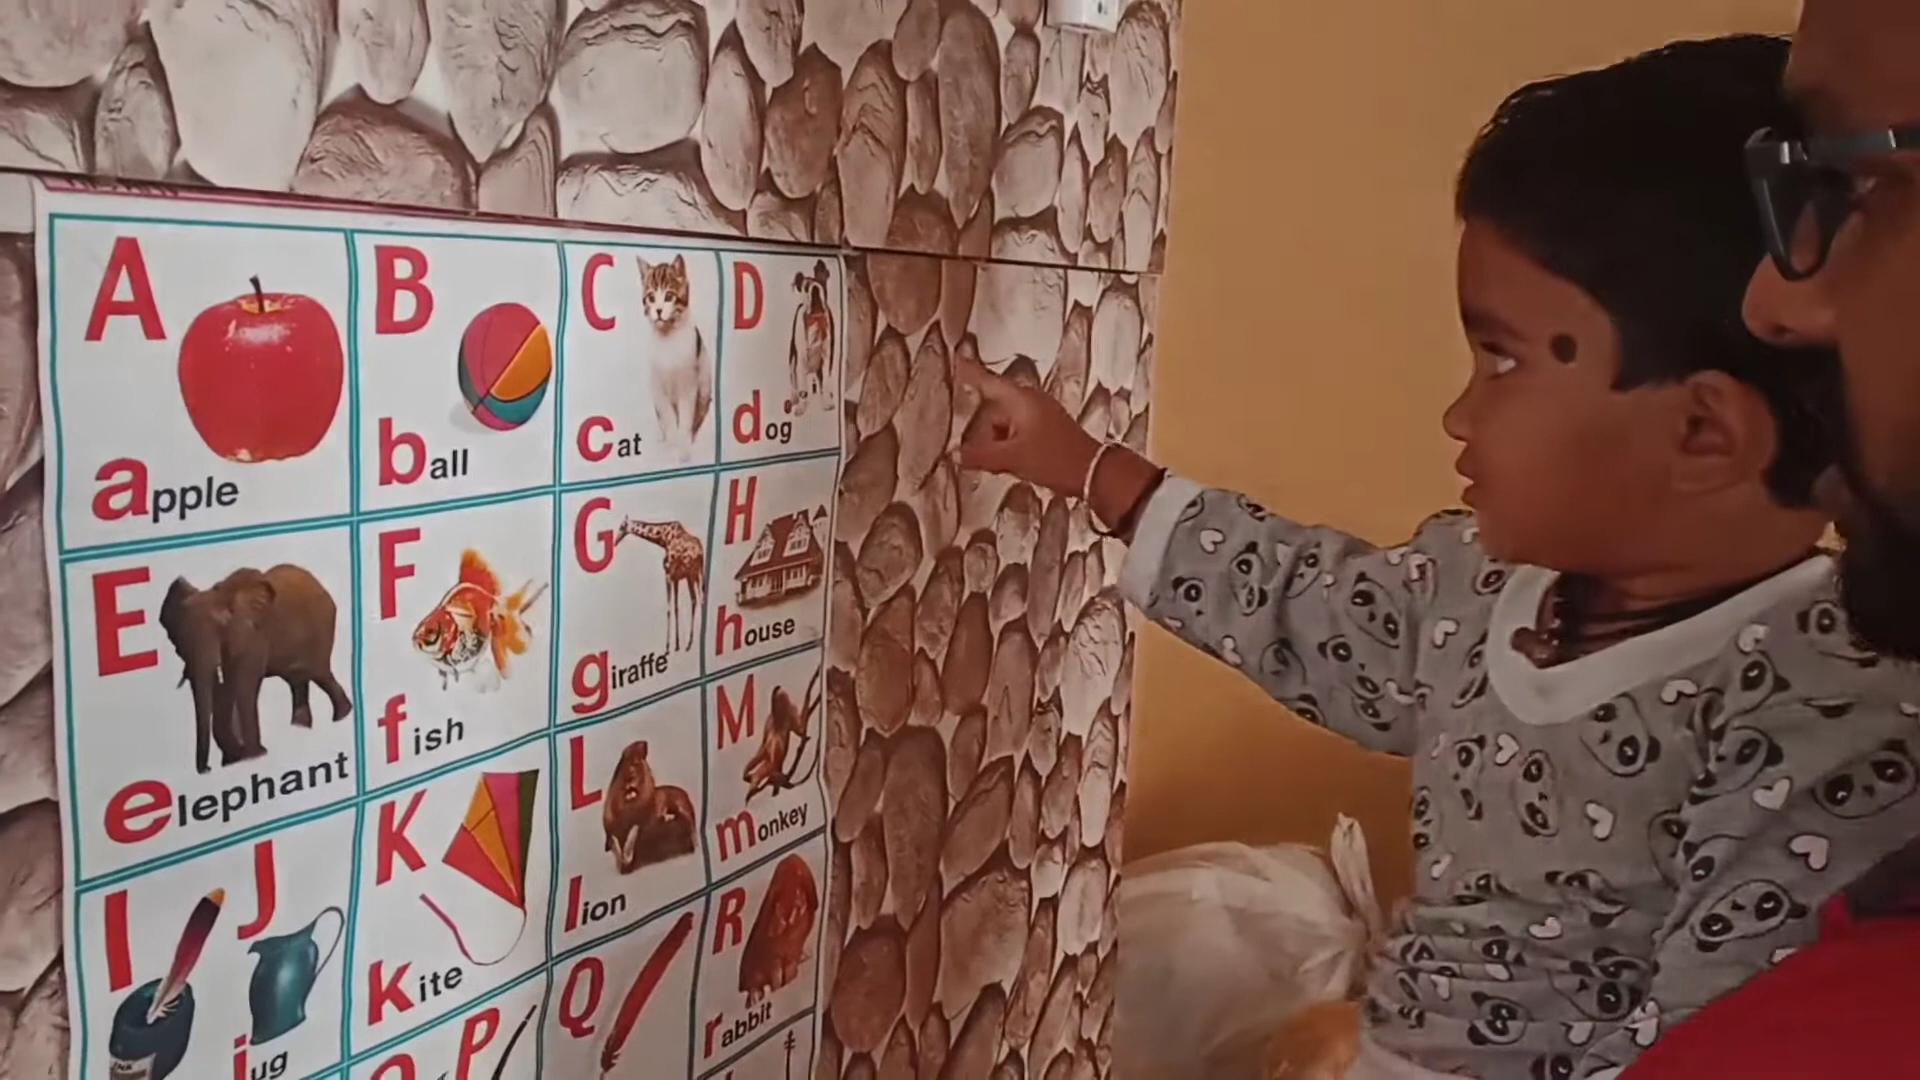 A B C D
apple ball cat dog
E F G H
elephant fish giraffe house
I J K L M
jug kite lion monkey
P Q R
rabbit